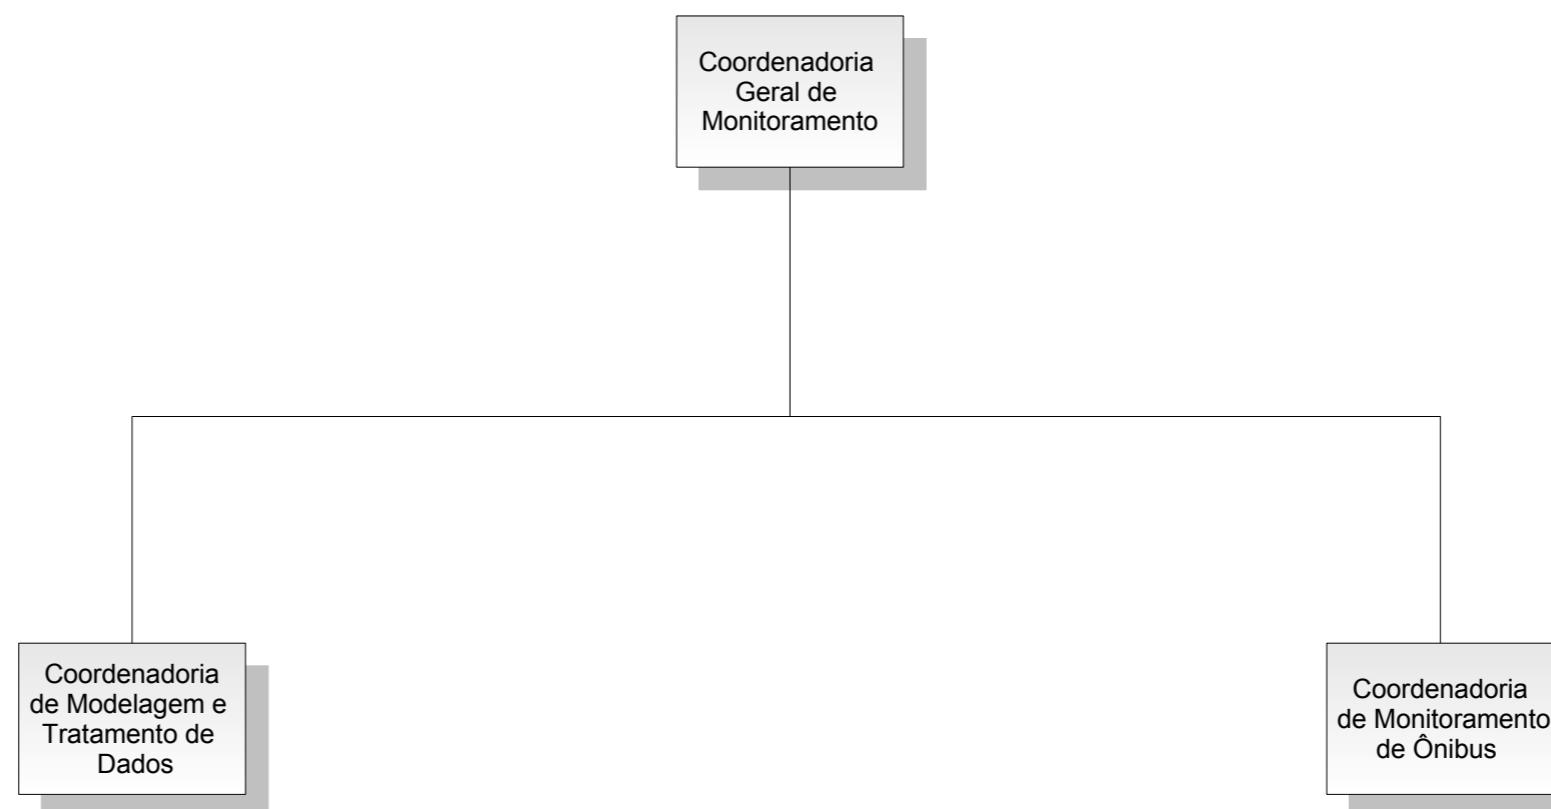 Coordenadoria
Geral de
Monitoramento
Coordenadoria
de Modelagem e
Tratamento de
Dados
Coordenadoria
de Monitoramento
de Ônibus